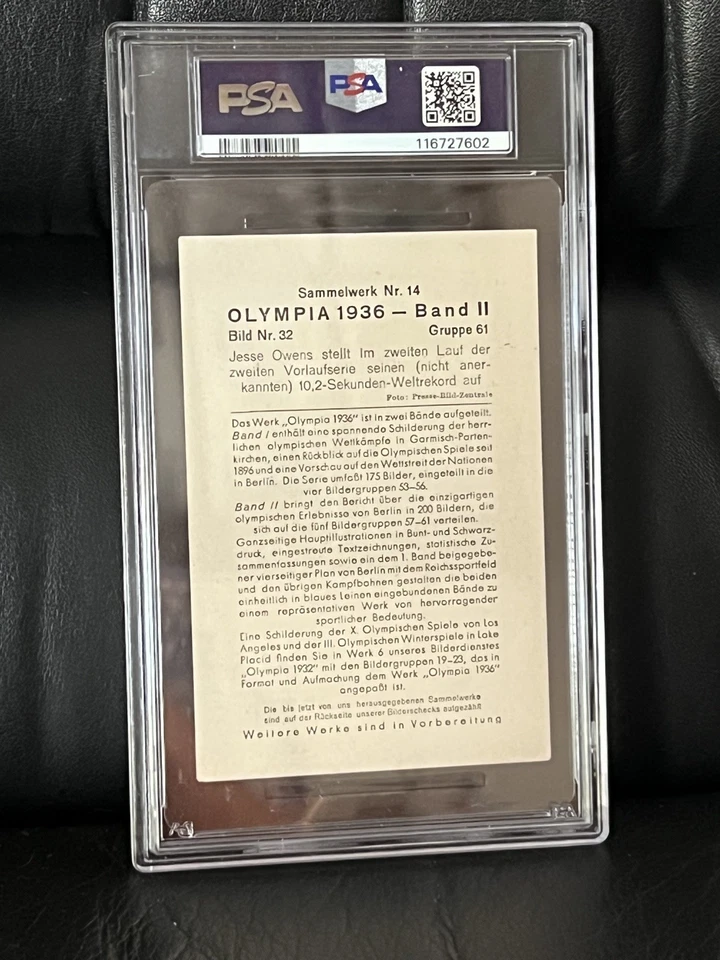 PSA
PSA
116727602
Sammelwerk Nr. 14
OLYMPIA 1936 — Band II
Bild Nr. 32 Gruppe 61
Jesse Owens stellt im zweiten Lauf der
zweiten Vorlaufserie seinen (nicht aner-
kannten) 10,2-Sekunden-Weltrekord auf
Foto: Presse-Bild-Zentrale
Das Werk „Olympia 1936“ ist in zwei Bände aufgeteilt.
Band I enthält eine spannende Schilderung der herr-
lichen olympischen Wettkämpfe in Garmisch-Parten-
kirchen, einen Rückblick auf die Olympischen Spiele seit
1896 und eine Vorschau auf den Wettstreit der Nationen
in Berlin. Die Serie umfaßt 175 Bilder, eingeteilt in die
vier Bildergruppen 53—56.
Band II bringt den Bericht über die einzigartigen
olympischen Erlebnisse von Berlin in 200 Bildern, die
sich auf die fünf Bildergruppen 57—61 verteilen.
Ganzseitige Hauptillustrationen in Bunt- und Schwarz-
druck, eingestreute Textzeichnungen, statistische Zu-
sammenfassungen sowie ein dem 1. Band beigegebe-
ner vierseitiger Plan von Berlin mit dem Reichssportfeld
und den übrigen Kampfbahnen gestalten die beiden
einheitlich in blaues Leinen eingebundenen Bände zu
einem repräsentativen Werk von hervorragender
sportlicher Bedeutung.
Eine Schilderung der X. Olympischen Spiele von Los
Angeles und der III. Olympischen Winterspiele in Lake
Placid finden Sie in Werk 6 unseres Bilderdienstes
„Olympia 1932“ mit den Bildergruppen 19—23, das in
Format und Aufmachung dem Werk „Olympia 1936“
angepaßt ist.
Die bis jetzt von uns herausgegebenen Sammelwerke
sind auf der Rückseite unserer Bilderschecks aufgezählt
Weitere Werke sind in Vorbereitung